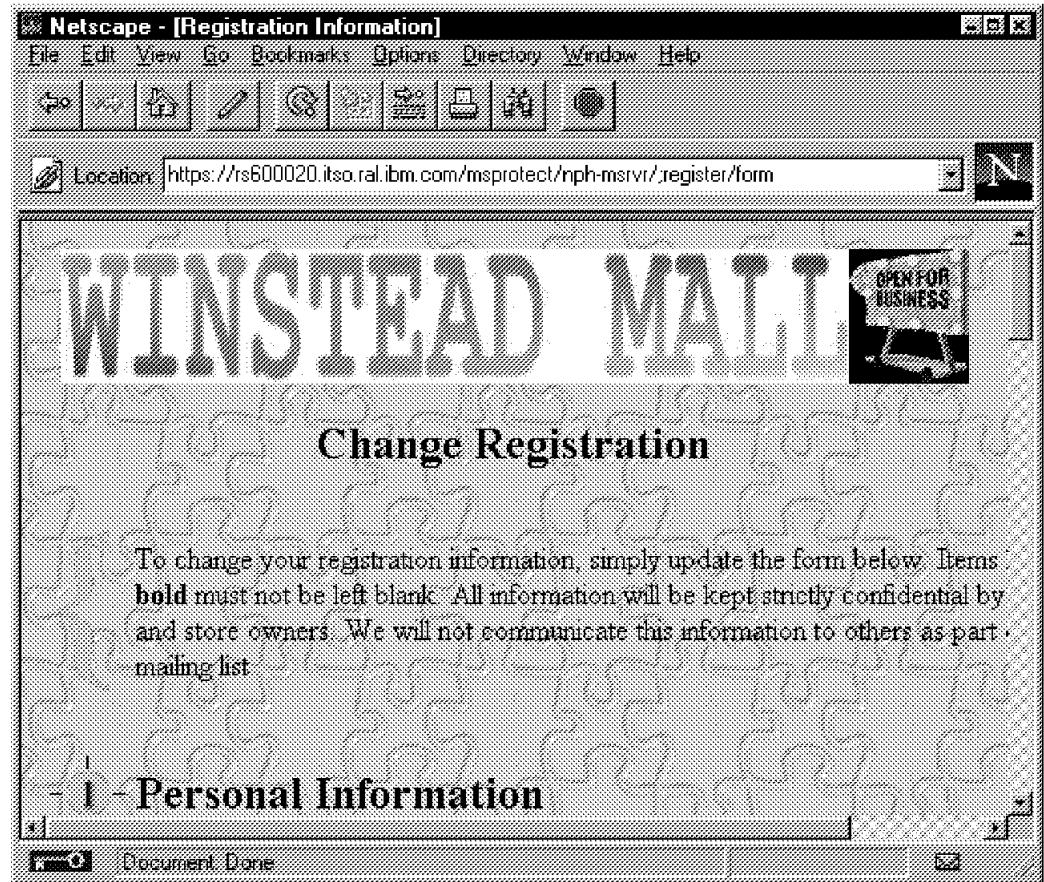 Netscape - [Registration Information]
File Edit View Go Bookmarks Options Directory Window Help
Location: https://rs600020.itso.ral.ibm.com/msprotect/nph-msrvr/;register/form
N
WINSTEAD MALL
OPEN FOR
BUSINESS
Change Registration
To change your registration information, simply update the form below. Items
bold must not be left blank. All information will be kept strictly confidential by
and store owners. We will not communicate this information to others as part
mailing list
- 1 - Personal Information
Document: Done